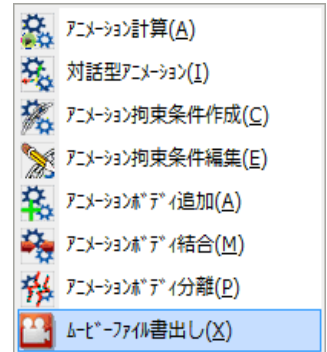 ｱﾆﾒｰｼｮﾝ計算(A)
対話型ｱﾆﾒｰｼｮﾝ(I)
ｱﾆﾒｰｼｮﾝ拘束条件作成(C)
ｱﾆﾒｰｼｮﾝ拘束条件編集(E)
ｱﾆﾒｰｼｮﾝﾎﾞﾃﾞｨ追加(A)
ｱﾆﾒｰｼｮﾝﾎﾞﾃﾞｨ結合(M)
ｱﾆﾒｰｼｮﾝﾎﾞﾃﾞｨ分離(P)
ﾑｰﾋﾞｰﾌｧｲﾙ書出し(X)